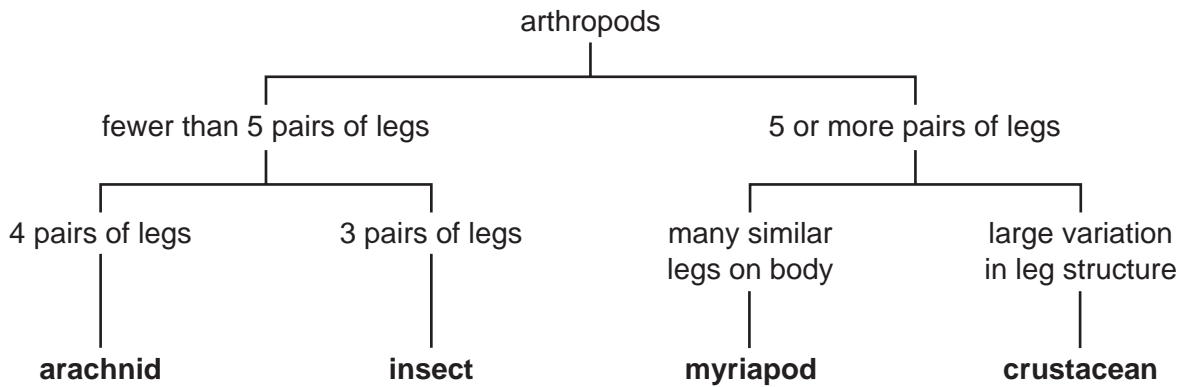 arthropods
fewer than 5 pairs of legs
5 or more pairs of legs
4 pairs of legs
3 pairs of legs
many similar
legs on body
large variation
in leg structure
arachnid
insect
myriapod
crustacean